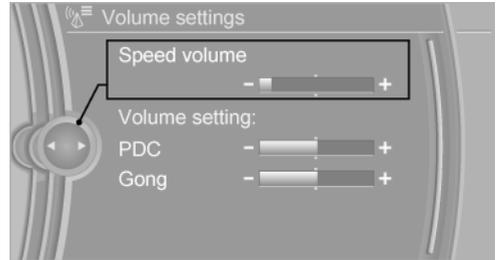 Volume settings
Speed volume
- +
Volume setting:
PDC - +
Gong - +